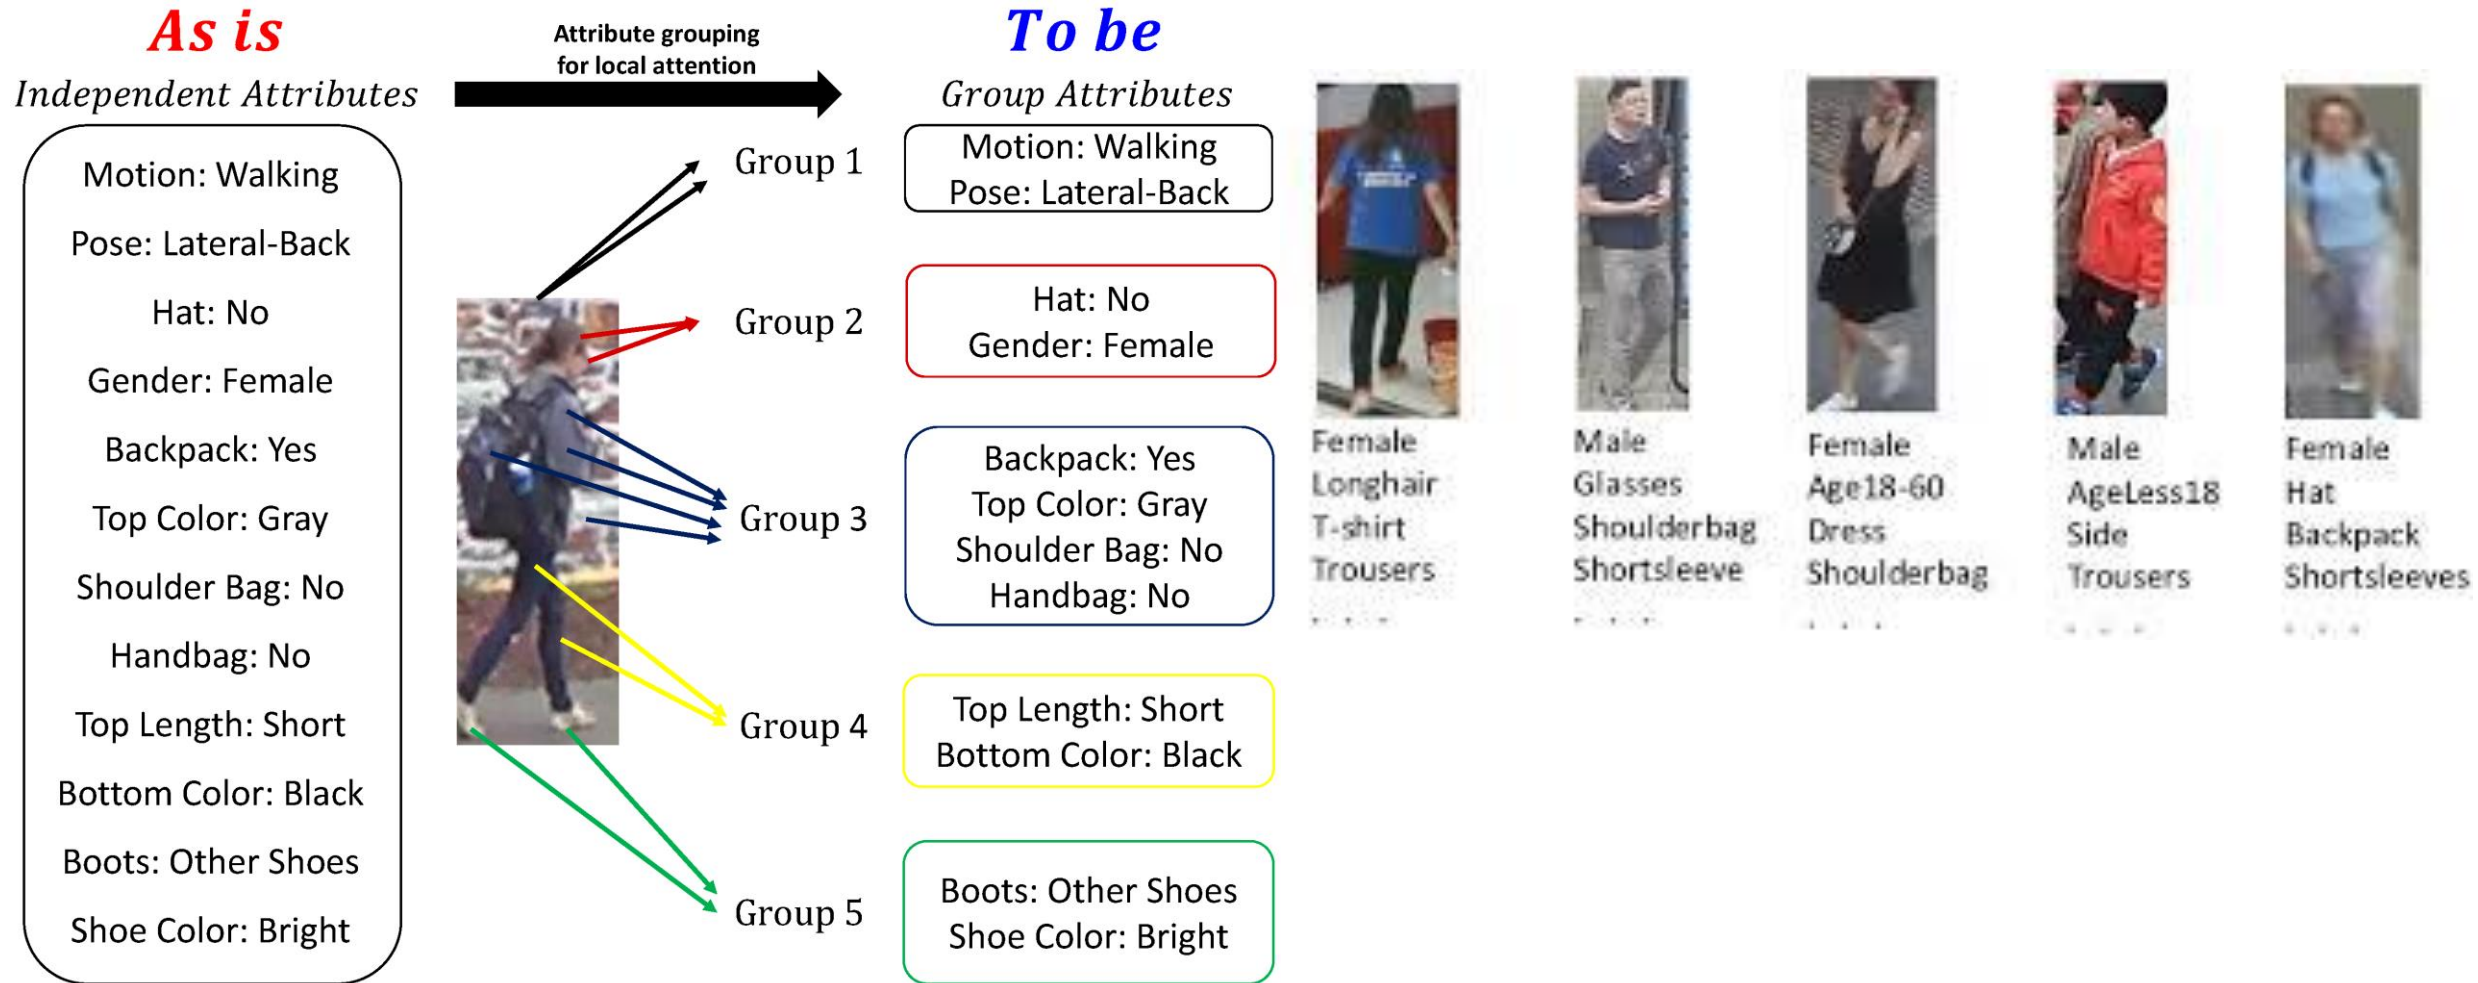 As is
Attribute grouping
for local attention
To be
Independent Attributes
Group Attributes
Motion: Walking
Pose: Lateral-Back
Hat: No
Gender: Female
Backpack: Yes
Top Color: Gray
Shoulder Bag: No
Handbag: No
Top Length: Short
Bottom Color: Black
Boots: Other Shoes
Shoe Color: Bright
Group 1
Motion: Walking
Pose: Lateral-Back
Group 2
Hat: No
Gender: Female
Group 3
Backpack: Yes
Top Color: Gray
Shoulder Bag: No
Handbag: No
Group 4
Top Length: Short
Bottom Color: Black
Group 5
Boots: Other Shoes
Shoe Color: Bright
Female
Longhair
T-shirt
Trousers
Male
Glasses
Shoulderbag
Shortsleeve
Female
Age18-60
Dress
Shoulderbag
Male
AgeLess18
Side
Trousers
Female
Hat
Backpack
Shortsleeves